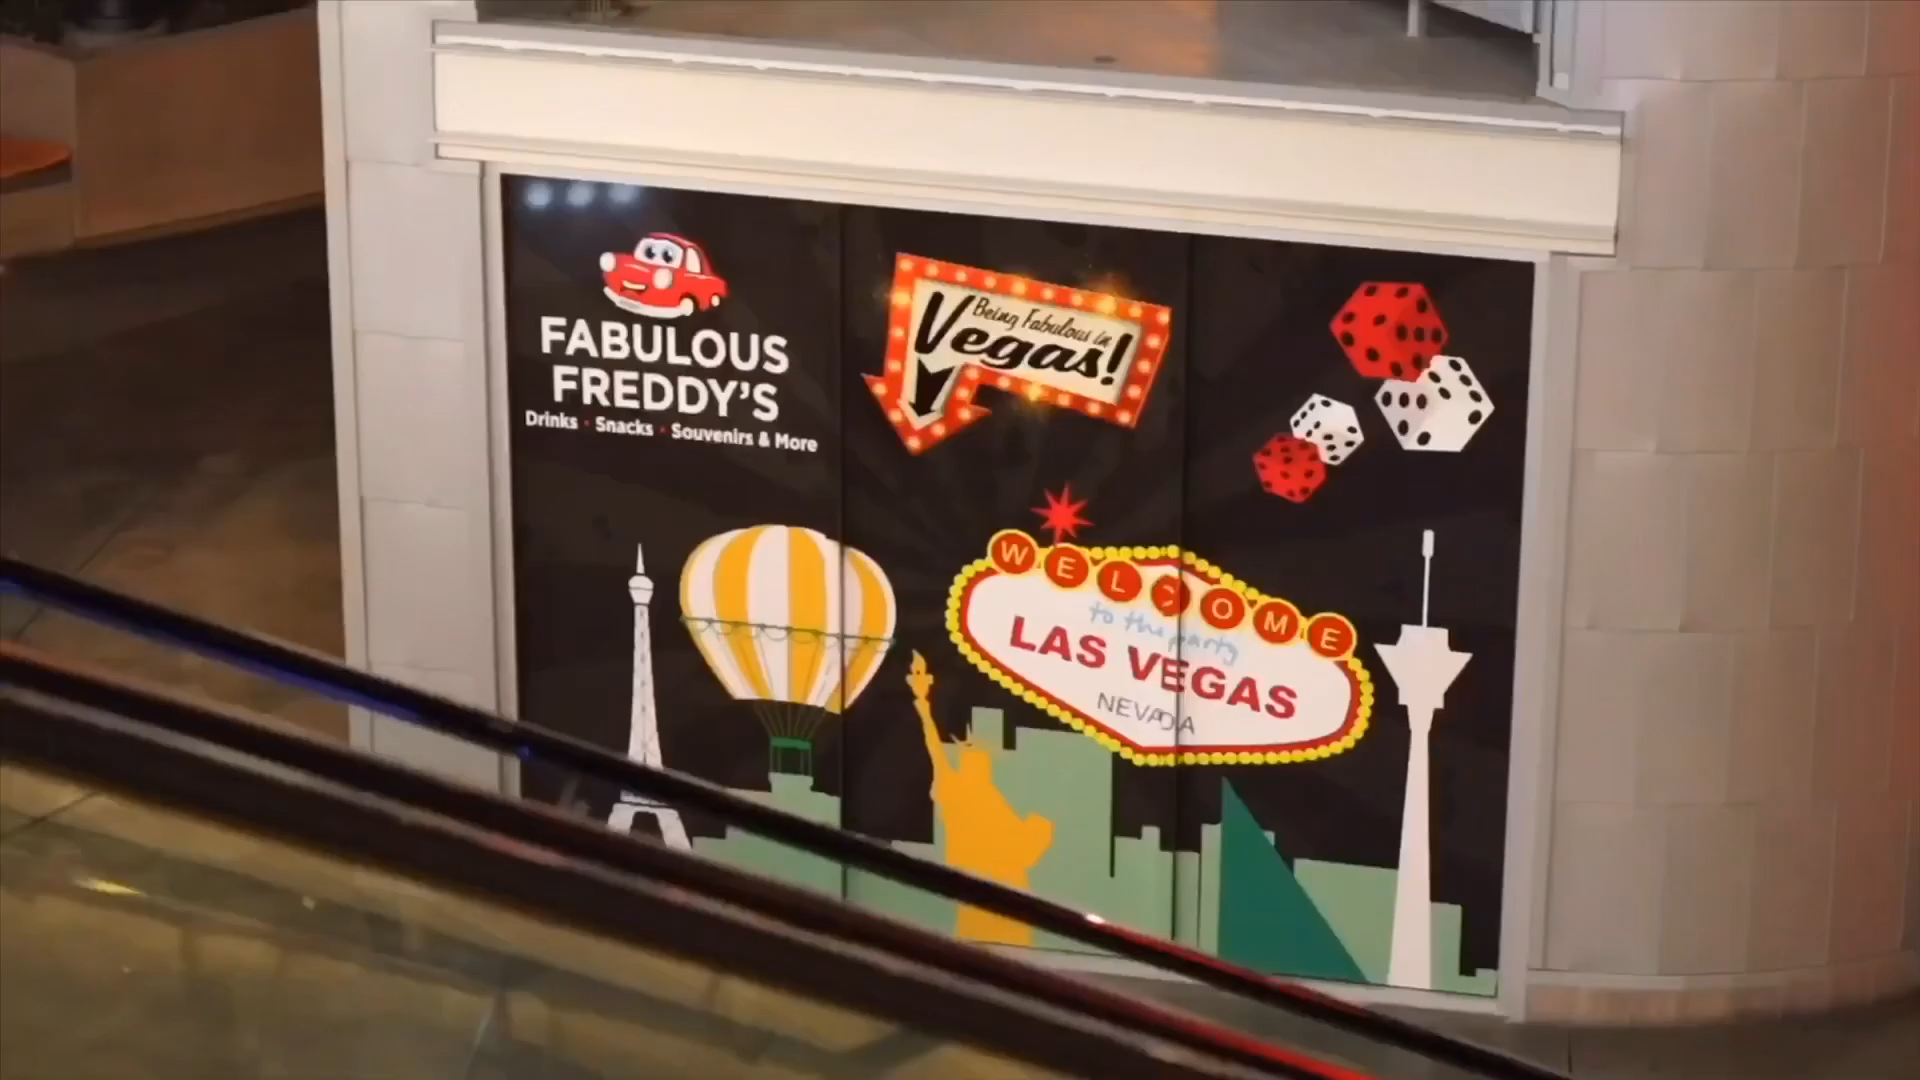 FABULOUS
FREDDY'S
Drinks • Snacks • Souvenirs & More
Being Fabulous in
Vegas!
WELCOME
to the party
LAS VEGAS
NEVADA